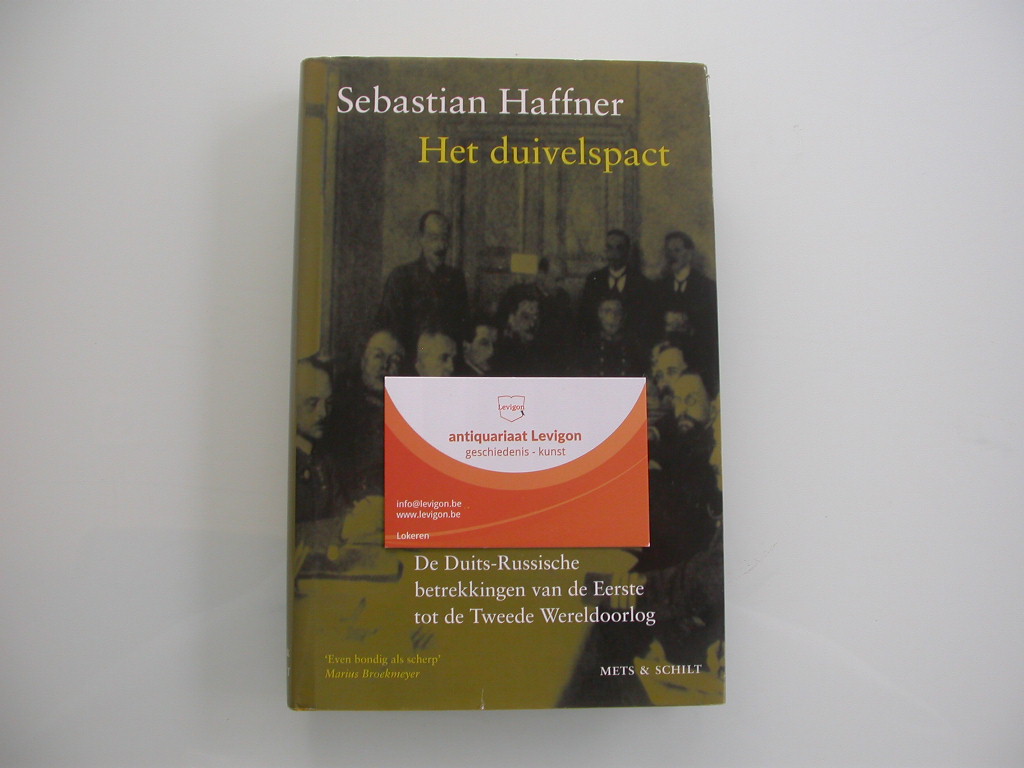 Sebastian Haffner
Het duivelspact
Levigon
antiquariaat Levigon
geschiedenis - kunst
info@levigon.be
www.levigon.be
Lokeren
De Duits-Russische
betrekkingen van de Eerste
tot de Tweede Wereldoorlog
'Even bondig als scherp'
Marius Broekmeyer
METS & SCHILT